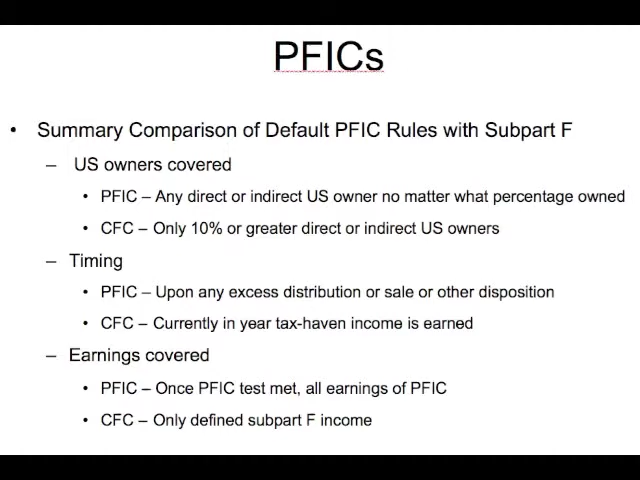 PFICs
• Summary Comparison of Default PFIC Rules with Subpart F
– US owners covered
• PFIC – Any direct or indirect US owner no matter what percentage owned
• CFC – Only 10% or greater direct or indirect US owners
– Timing
• PFIC – Upon any excess distribution or sale or other disposition
• CFC – Currently in year tax-haven income is earned
– Earnings covered
• PFIC – Once PFIC test met, all earnings of PFIC
• CFC – Only defined subpart F income